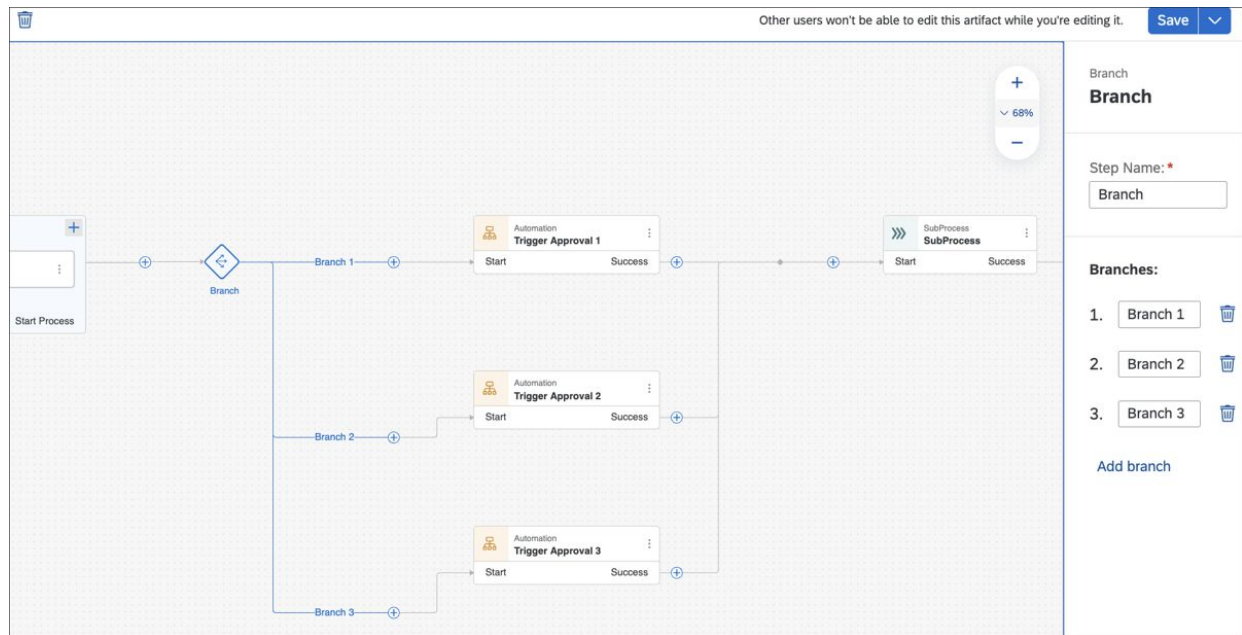 Other users won't be able to edit this artifact while you're editing it.
Save
68%
Branch
Branch
Step Name:*
Branch
Branches:
1. Branch 1
2. Branch 2
3. Branch 3
Add branch
Start Process
Branch
Branch 1
Automation
Trigger Approval 1
Start Success
SubProcess
SubProcess
Start Success
Branch 2
Automation
Trigger Approval 2
Start Success
Branch 3
Automation
Trigger Approval 3
Start Success